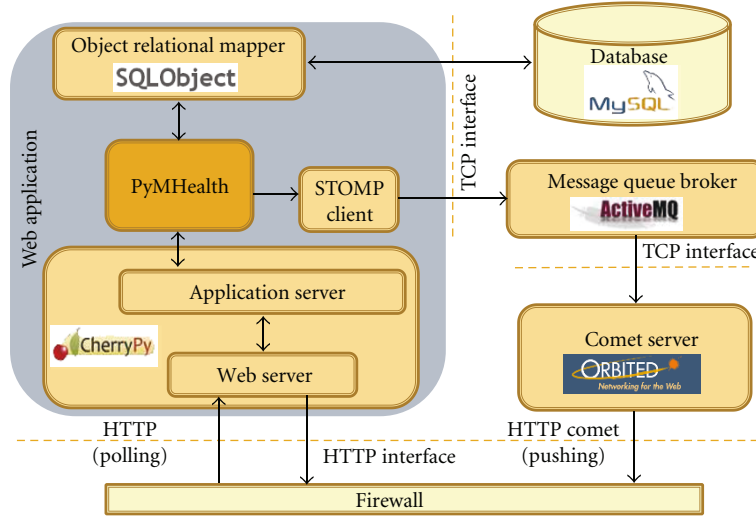 Object relational mapper
SQLObject
Database
MySQL
TCP interface
Web application
PyMHealth
STOMP
client
Message queue broker
ActiveMQ
TCP interface
Application server
CherryPy
Web server
Comet server
ORBITED
Networking for the Web
HTTP
(polling)
HTTP interface
HTTP comet
(pushing)
Firewall